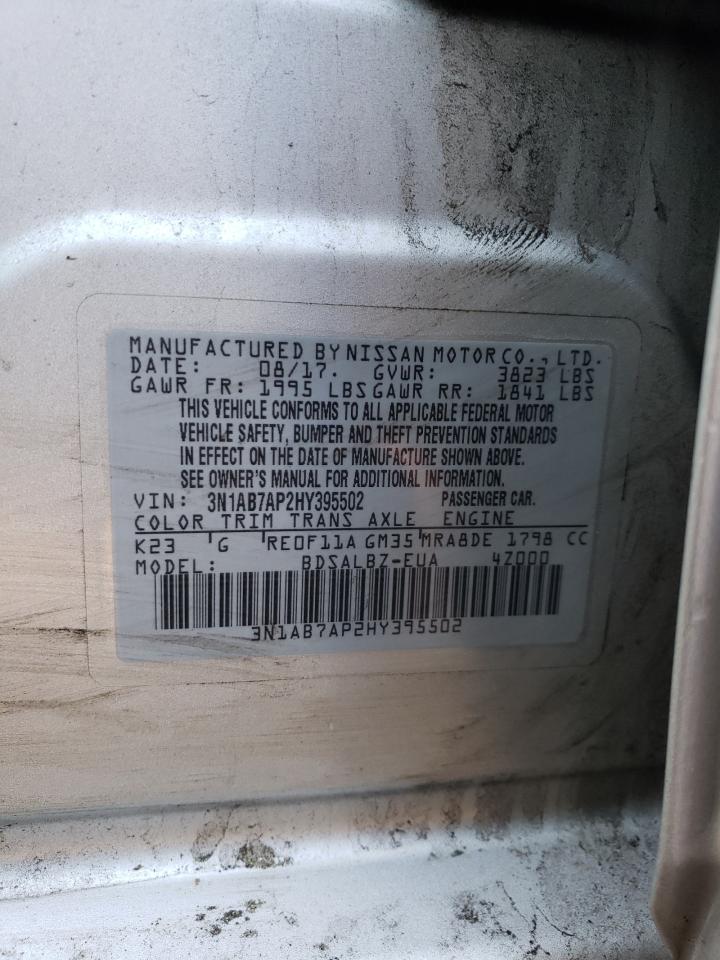 MANUFACTURED BY NISSAN MOTOR CO., LTD.
DATE: 08/17. GVWR: 3823 LBS
GAWR FR: 1995 LBS GAWR RR: 1841 LBS
THIS VEHICLE CONFORMS TO ALL APPLICABLE FEDERAL MOTOR
VEHICLE SAFETY, BUMPER AND THEFT PREVENTION STANDARDS
IN EFFECT ON THE DATE OF MANUFACTURE SHOWN ABOVE.
SEE OWNER'S MANUAL FOR ADDITIONAL INFORMATION.
VIN: 3N1AB7AP2HY395502 PASSENGER CAR.
COLOR TRIM TRANS AXLE ENGINE
K23 'G RE0F11A GM35'MRA8DE 1798 CC
MODEL: BDSALBZ-EUA 4Z000
3N1AB7AP2HY395502